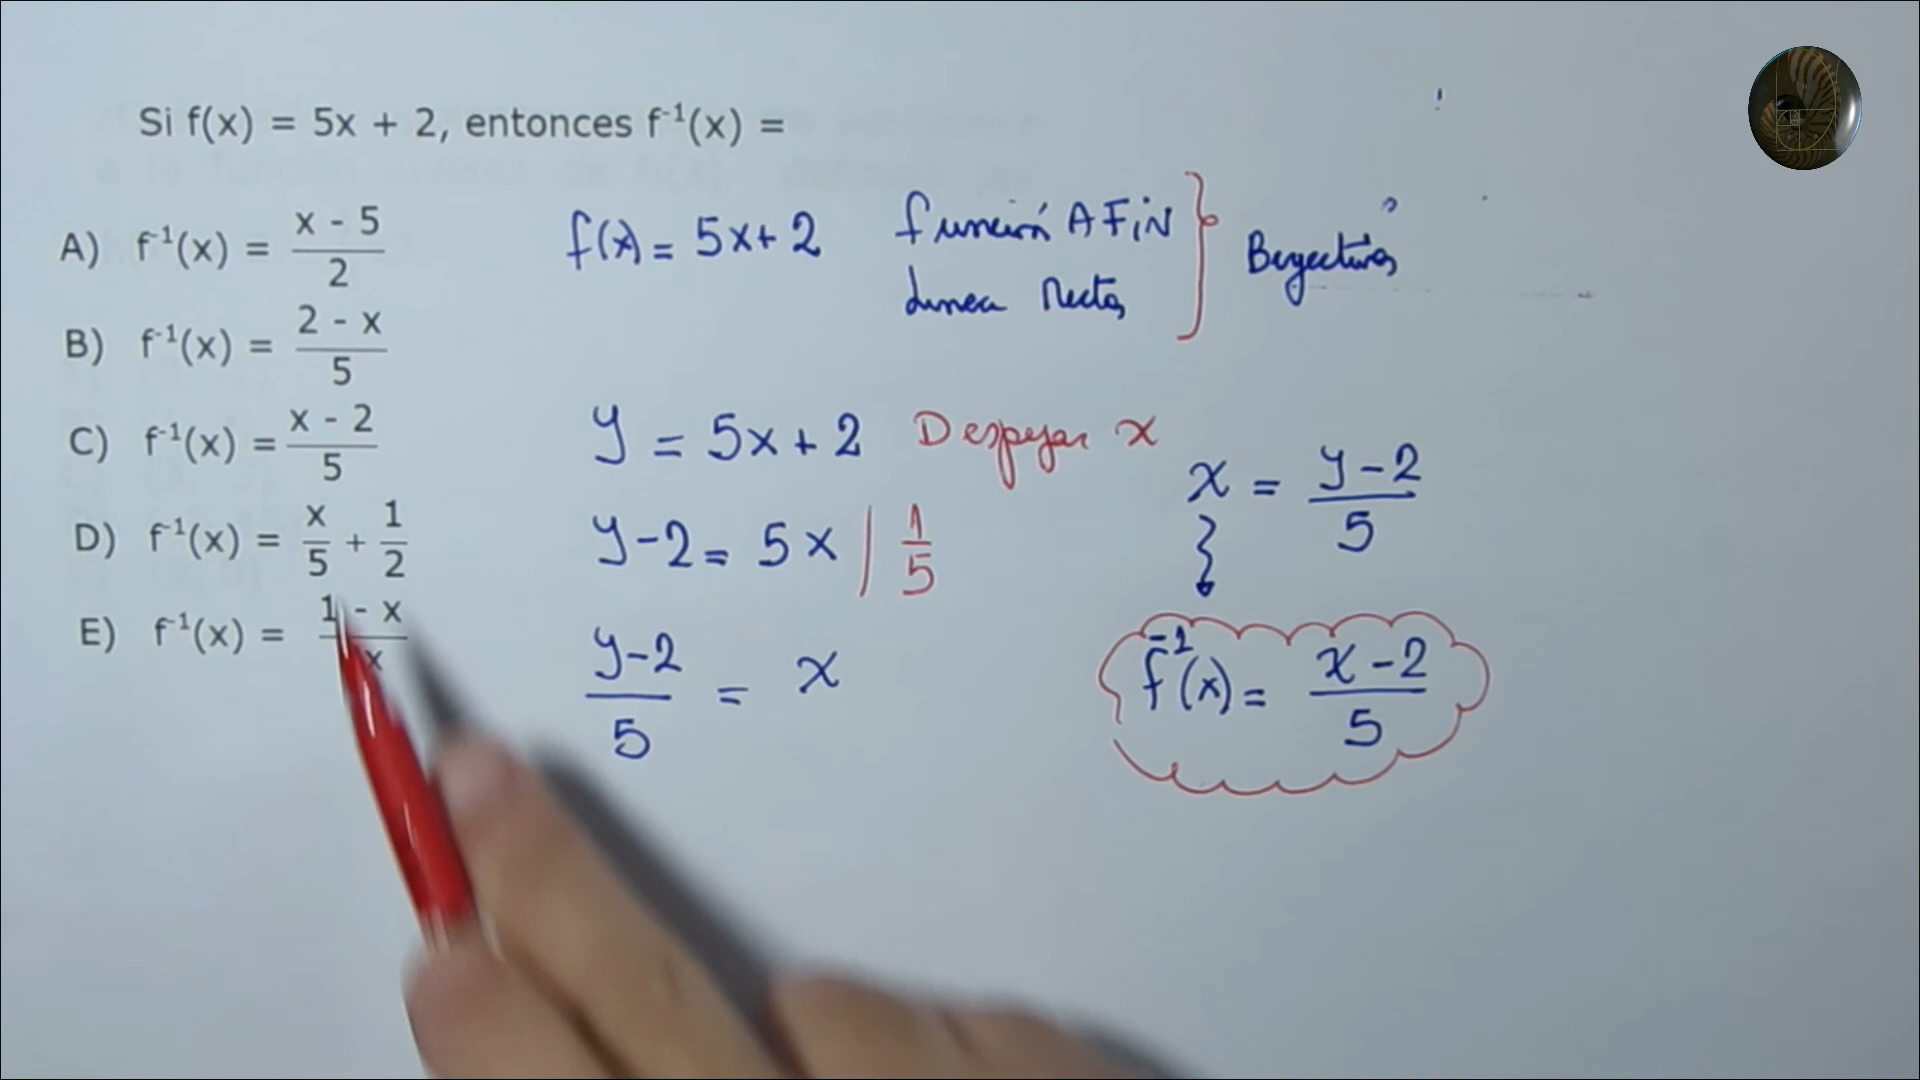 Si f(x) = 5x + 2, entonces f⁻¹(x) =
A) f⁻¹(x) = (x - 5)/2
B) f⁻¹(x) = (2 - x)/5
C) f⁻¹(x) = (x - 2)/5
D) f⁻¹(x) = x/5 + 1/2
E) f⁻¹(x) = 1 - x
x
f(x) = 5x + 2 función AFiN
Linea Recta
y = 5x + 2 Despejar x
y - 2 = 5x | 1/5
(y - 2)/5 = x
x = (y - 2)/5
f⁻¹(x) = (x - 2)/5